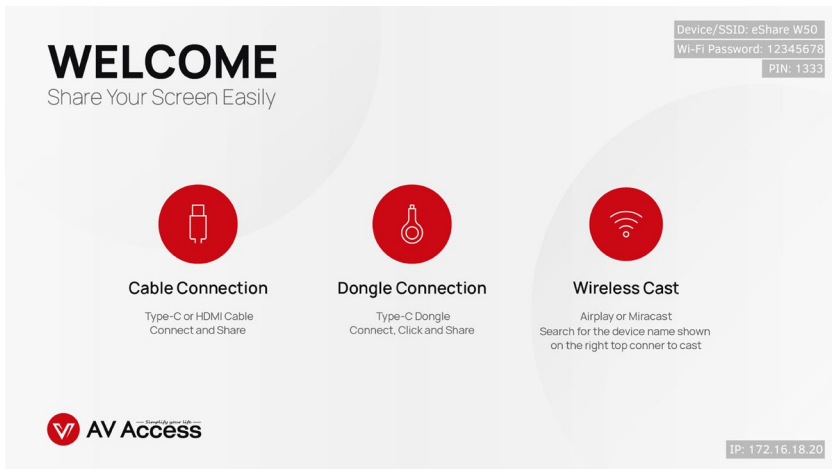 WELCOME
Share Your Screen Easily
Device/SSID: eShare W50
Wi-Fi Password: 12345678
PIN: 1333
Cable Connection
Type-C or HDMI Cable
Connect and Share
Dongle Connection
Type-C Dongle
Connect, Click and Share
Wireless Cast
Airplay or Miracast
Search for the device name shown
on the right top conner to cast
Simplify your life
AV Access
IP: 172.16.18.20